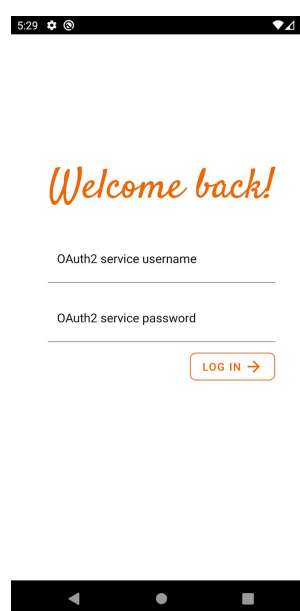 5:29
Welcome back!
OAuth2 service username
OAuth2 service password
LOG IN